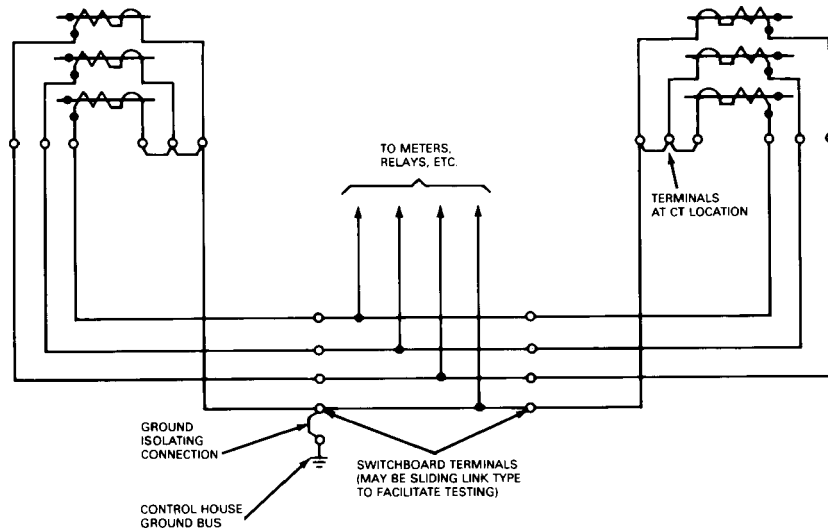 TO METERS,
RELAYS, ETC.
TERMINALS
AT CT LOCATION
GROUND
ISOLATING
CONNECTION
SWITCHBOARD TERMINALS
(MAY BE SLIDING LINK TYPE
TO FACILITATE TESTING)
CONTROL HOUSE
GROUND BUS